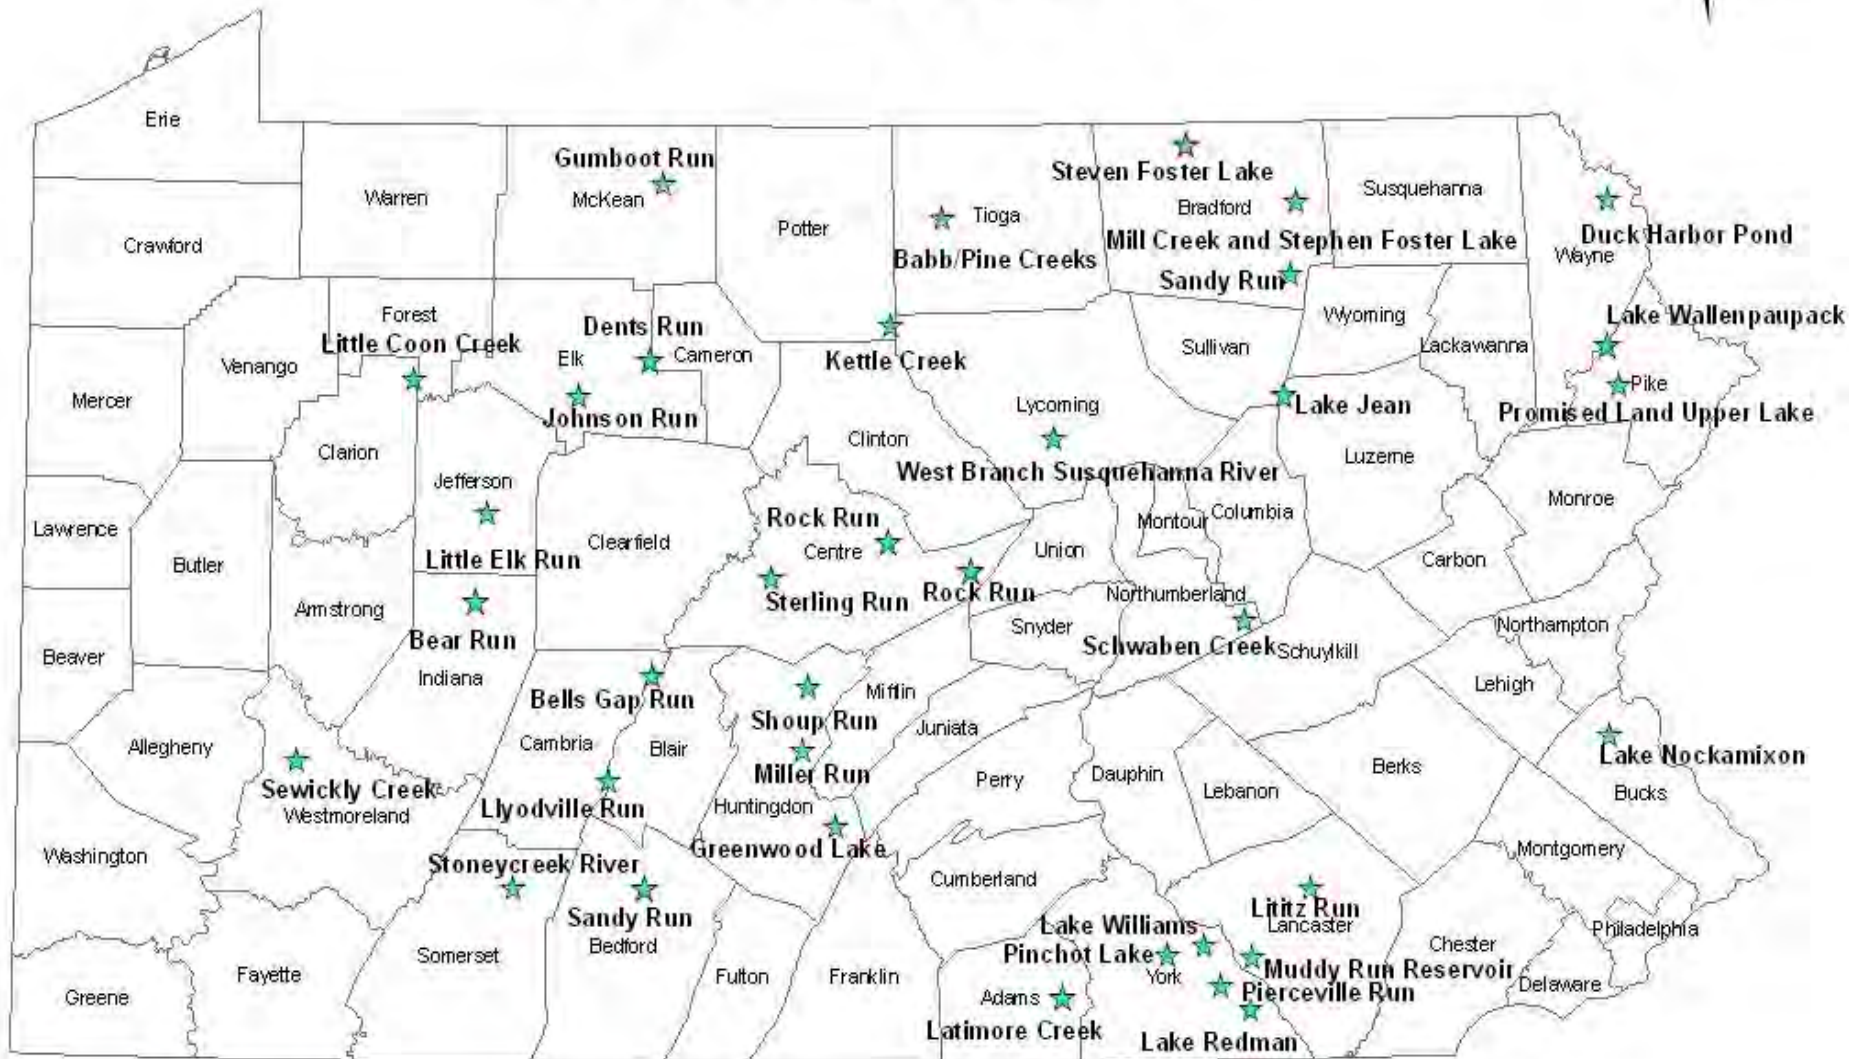 Erie
Gumboot Run
Steven Foster Lake
Warren
McKean
Susquehanna
Bradford
Tioga
Potter
Crawford
Duck Harbor Pond
Mill Creek and Stephen Foster Lake
Babb/Pine Creeks
Wayne
Sandy Run
Forest
Dents Run
Wyoming
Lake Wallenpaupack
Little Coon Creek
Elk
Cameron
Kettle Creek
Sullivan
Lackawanna
Venango
Pike
Mercer
Johnson Run
Lycoming
Lake Jean
Promised Land Upper Lake
Clinton
Clarion
Luzerne
West Branch Susquehanna River
Jefferson
Monroe
Rock Run
Montour
Columbia
Lawrence
Clearfield
Centre
Union
Little Elk Run
Butler
Carbon
Sterling Run
Rock Run
Northumberland
Armstrong
Snyder
Northampton
Bear Run
Schwaben Creek
Schuylkill
Beaver
Indiana
Lehigh
Bells Gap Run
Mifflin
Shoup Run
Juniata
Allegheny
Cambria
Blair
Lake Nockamixon
Miller Run
Perry
Dauphin
Berks
Sewickly Creek
Lebanon
Bucks
Westmoreland
Llyodville Run
Huntingdon
Greenwood Lake
Montgomery
Washington
Stoneycreek River
Cumberland
Sandy Run
Lititz Run
Lake Williams
Lancaster
Philadelphia
Bedford
Chester
Somerset
Pinchot Lake
Muddy Run Reservoir
Fayette
Fulton
Franklin
York
Delaware
Greene
Adams
Pierceville Run
Latimore Creek
Lake Redman